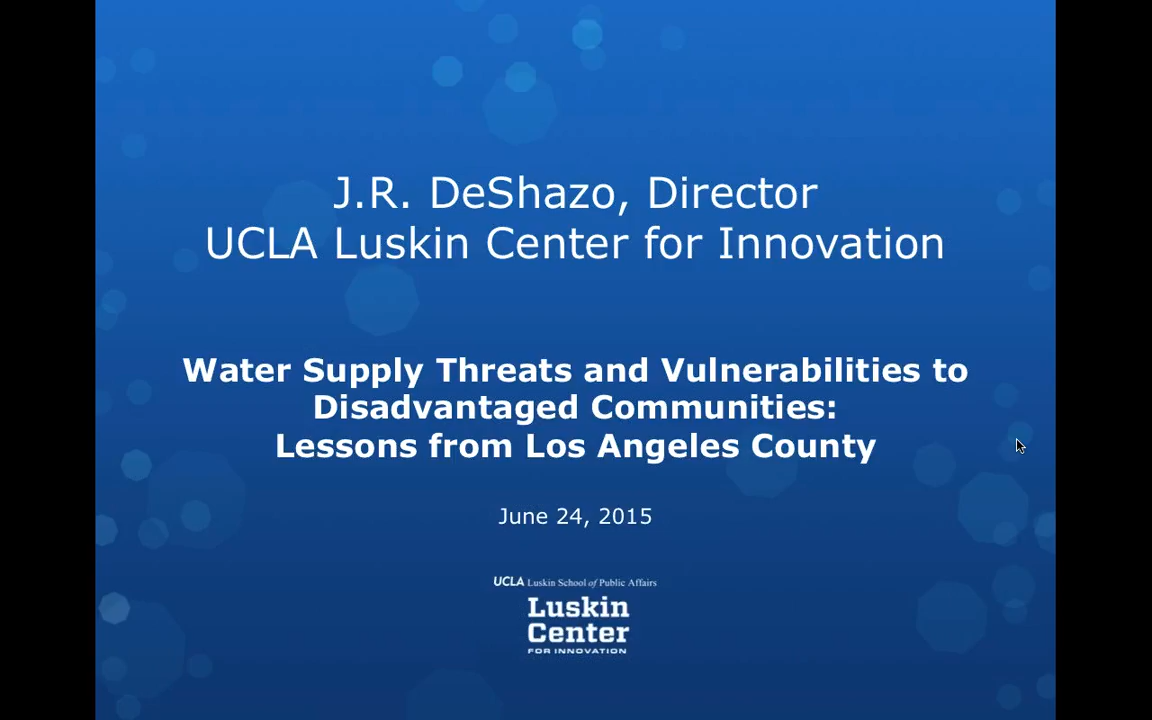 J.R. DeShazo, Director
UCLA Luskin Center for Innovation
Water Supply Threats and Vulnerabilities to
Disadvantaged Communities:
Lessons from Los Angeles County
June 24, 2015
UCLA Luskin School of Public Affairs
Luskin
Center
FOR INNOVATION